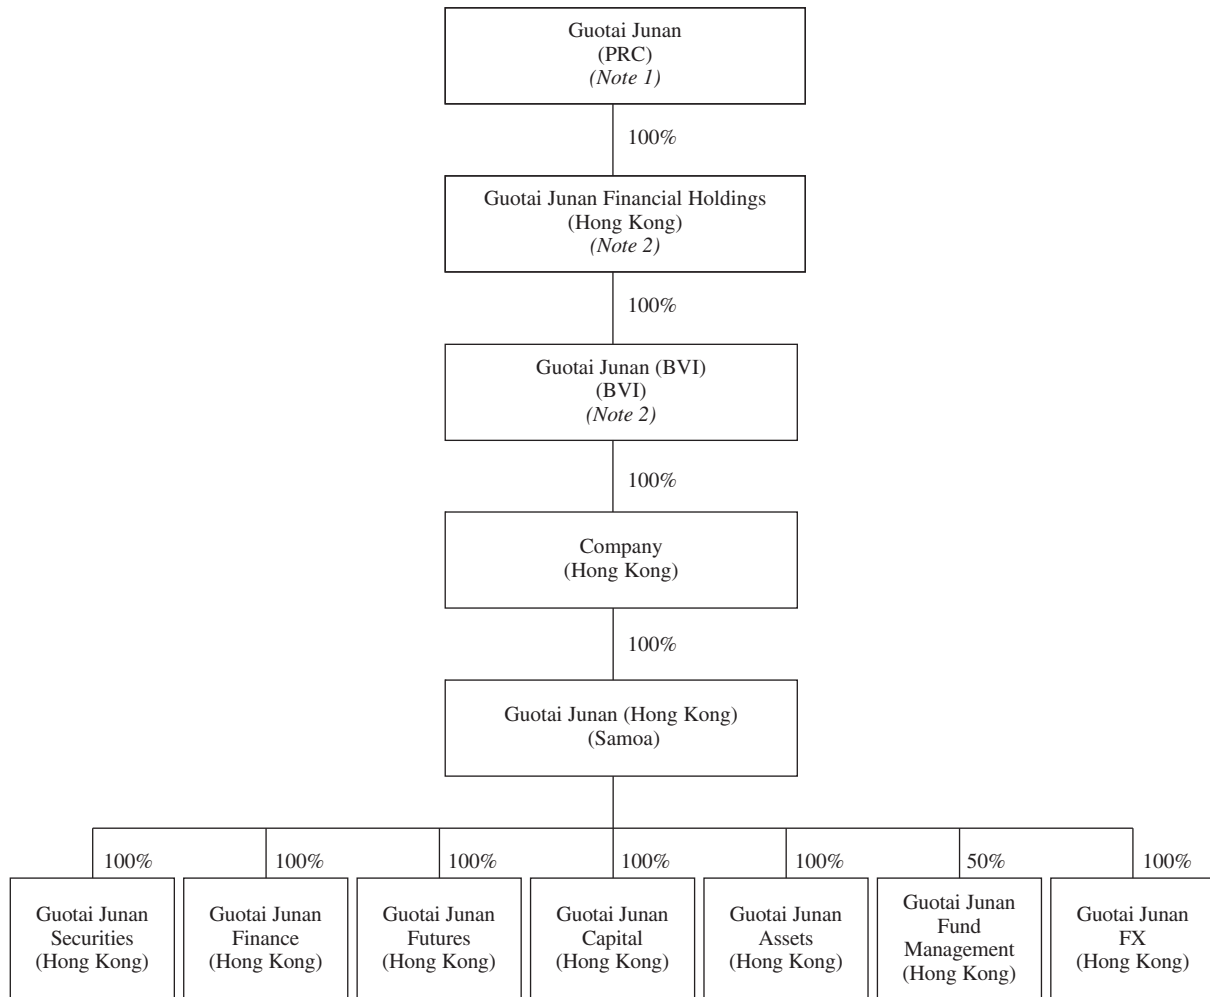 Guotai Junan
(PRC)
(Note 1)
100%
Guotai Junan Financial Holdings
(Hong Kong)
(Note 2)
100%
Guotai Junan (BVI)
(BVI)
(Note 2)
100%
Company
(Hong Kong)
100%
Guotai Junan (Hong Kong)
(Samoa)
100%
Guotai Junan
Securities
(Hong Kong)
100%
Guotai Junan
Finance
(Hong Kong)
100%
Guotai Junan
Futures
(Hong Kong)
100%
Guotai Junan
Capital
(Hong Kong)
100%
Guotai Junan
Assets
(Hong Kong)
50%
Guotai Junan
Fund
Management
(Hong Kong)
100%
Guotai Junan
FX
(Hong Kong)